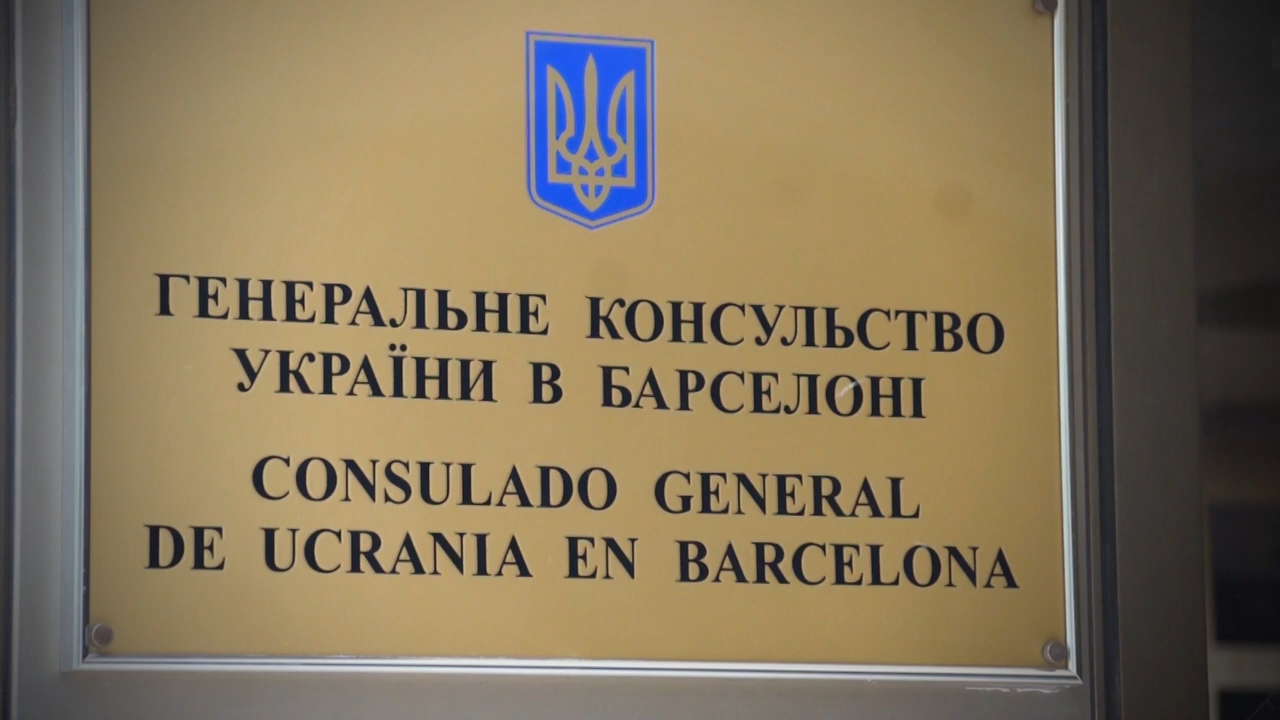 ГЕНЕРАЛЬНЕ КОНСУЛЬСТВО
УКРАЇНИ В БАРСЕЛОНІ
CONSULADO GENERAL
DE UCRANIA EN BARCELONA